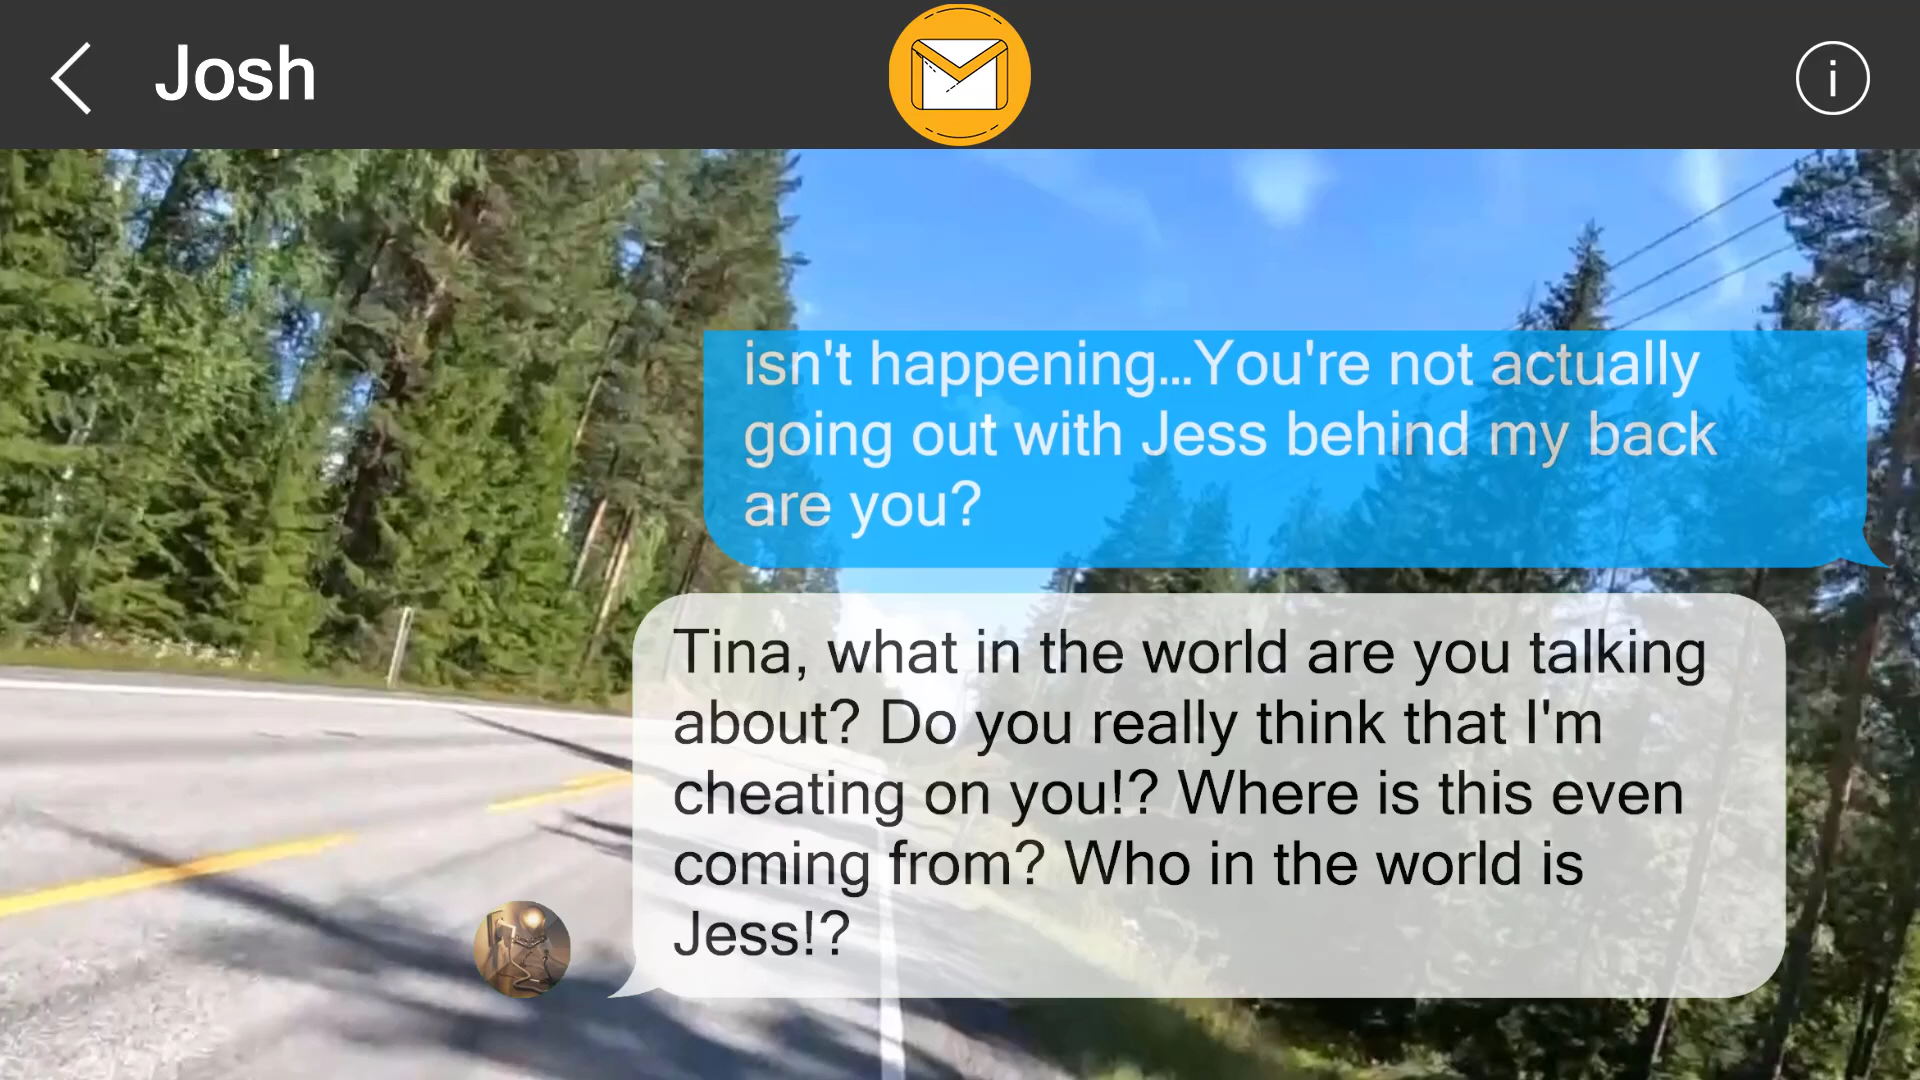 Josh
i
isn't happening...You're not actually
going out with Jess behind my back
are you?
Tina, what in the world are you talking
about? Do you really think that I'm
cheating on you!? Where is this even
coming from? Who in the world is
Jess!?